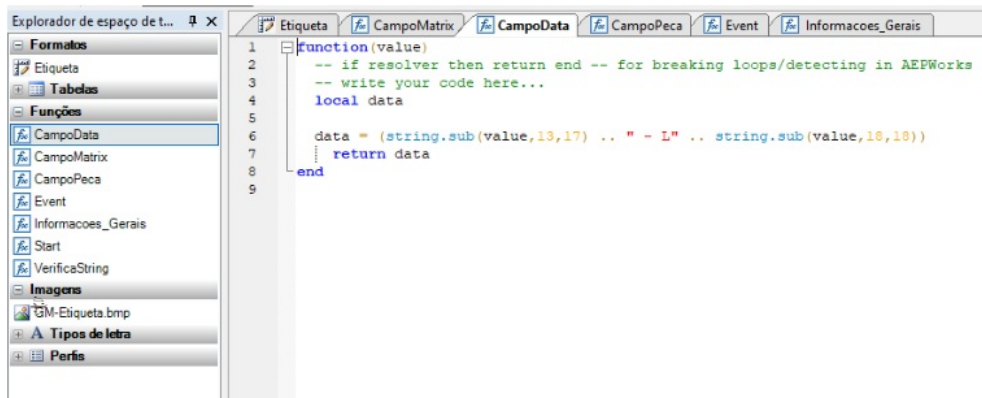 Explorador de espaço de t...
Formatos
Etiqueta
Tabelas
Funções
CampoData
CampoMatrix
CampoPeca
Event
Informacoes_Gerais
Start
VerificaString
Imagens
GM-Etiqueta.bmp
A Tipos de letra
Perfis
Etiqueta CampoMatrix CampoData CampoPeca Event Informacoes_Gerais
1 function(value)
2 -- if resolver then return end -- for breaking loops/detecting in AEPWorks
3 -- write your code here...
4 local data
5
6 data = (string.sub(value,13,17) .. " - L" .. string.sub(value,18,18))
7 return data
8 end
9